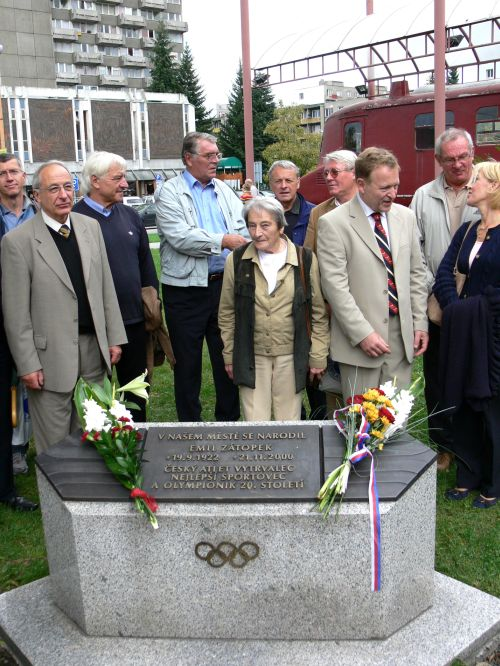 V NAŠEM MĚSTĚ SE NARODIL
EMIL ZÁTOPEK
*19.9.1922 - 21.11.2000
ČESKÝ ATLET VYTRVALEC
NEJLEPŠÍ SPORTOVEC
A OLYMPIONIK 20. STOLETÍ